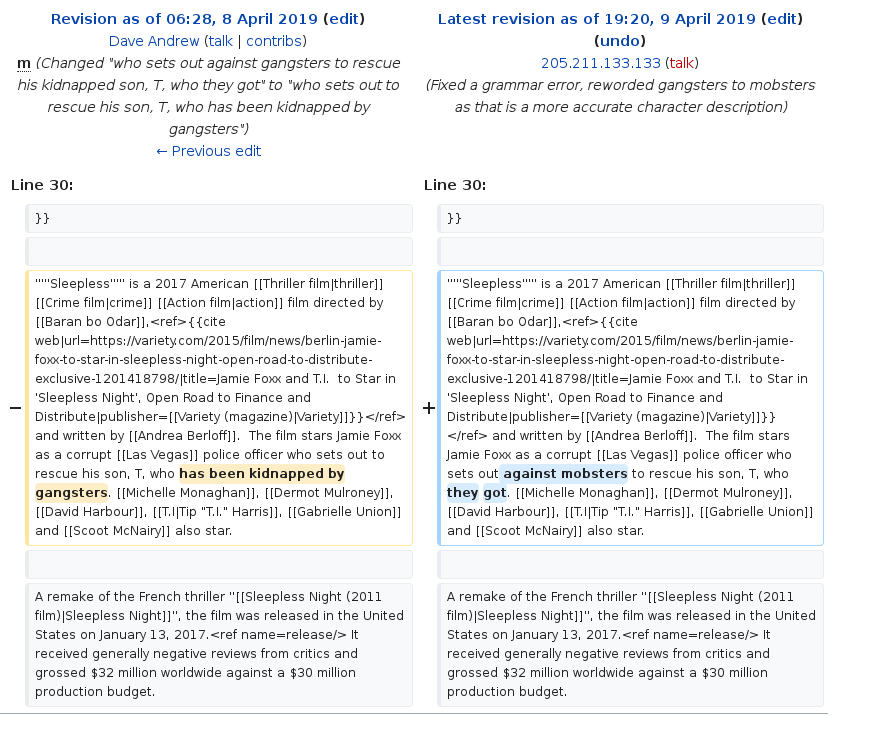 Revision as of 06:28, 8 April 2019 (edit)
Dave Andrew (talk | contribs)
m (Changed "who sets out against gangsters to rescue
his kidnapped son, T, who they got" to "who sets out to
rescue his son, T, who has been kidnapped by
gangsters")
← Previous edit
Latest revision as of 19:20, 9 April 2019 (edit)
(undo)
205.211.133.133 (talk)
(Fixed a grammar error, reworded gangsters to mobsters
as that is a more accurate character description)
Line 30:
Line 30:
}}
}}
−
'''''Sleepless''''' is a 2017 American [[Thriller film|thriller]]
[[Crime film|crime]] [[Action film|action]] film directed by
[[Baran bo Odar]],<ref>{{cite
web|url=https://variety.com/2015/film/news/berlin-jamie-
foxx-to-star-in-sleepless-night-open-road-to-distribute-
exclusive-1201418798/|title=Jamie Foxx and T.I.  to Star in
'Sleepless Night', Open Road to Finance and
Distribute|publisher=[[Variety (magazine)|Variety]]}}</ref>
and written by [[Andrea Berloff]].  The film stars Jamie Foxx
as a corrupt [[Las Vegas]] police officer who sets out to
rescue his son, T, who has been kidnapped by
gangsters. [[Michelle Monaghan]], [[Dermot Mulroney]],
[[David Harbour]], [[T.I|Tip "T.I." Harris]], [[Gabrielle Union]]
and [[Scoot McNairy]] also star.
+
'''''Sleepless''''' is a 2017 American [[Thriller film|thriller]]
[[Crime film|crime]] [[Action film|action]] film directed by
[[Baran bo Odar]],<ref>{{cite
web|url=https://variety.com/2015/film/news/berlin-jamie-
foxx-to-star-in-sleepless-night-open-road-to-distribute-
exclusive-1201418798/|title=Jamie Foxx and T.I.  to Star in
'Sleepless Night', Open Road to Finance and
Distribute|publisher=[[Variety (magazine)|Variety]]}}
</ref> and written by [[Andrea Berloff]].  The film stars
Jamie Foxx as a corrupt [[Las Vegas]] police officer who
sets out against mobsters to rescue his son, T, who
they got. [[Michelle Monaghan]], [[Dermot Mulroney]],
[[David Harbour]], [[T.I|Tip "T.I." Harris]], [[Gabrielle Union]]
and [[Scoot McNairy]] also star.
A remake of the French thriller ''[[Sleepless Night (2011
film)|Sleepless Night]]'', the film was released in the United
States on January 13, 2017.<ref name=release/> It
received generally negative reviews from critics and
grossed $32 million worldwide against a $30 million
production budget.
A remake of the French thriller ''[[Sleepless Night (2011
film)|Sleepless Night]]'', the film was released in the United
States on January 13, 2017.<ref name=release/> It
received generally negative reviews from critics and
grossed $32 million worldwide against a $30 million
production budget.